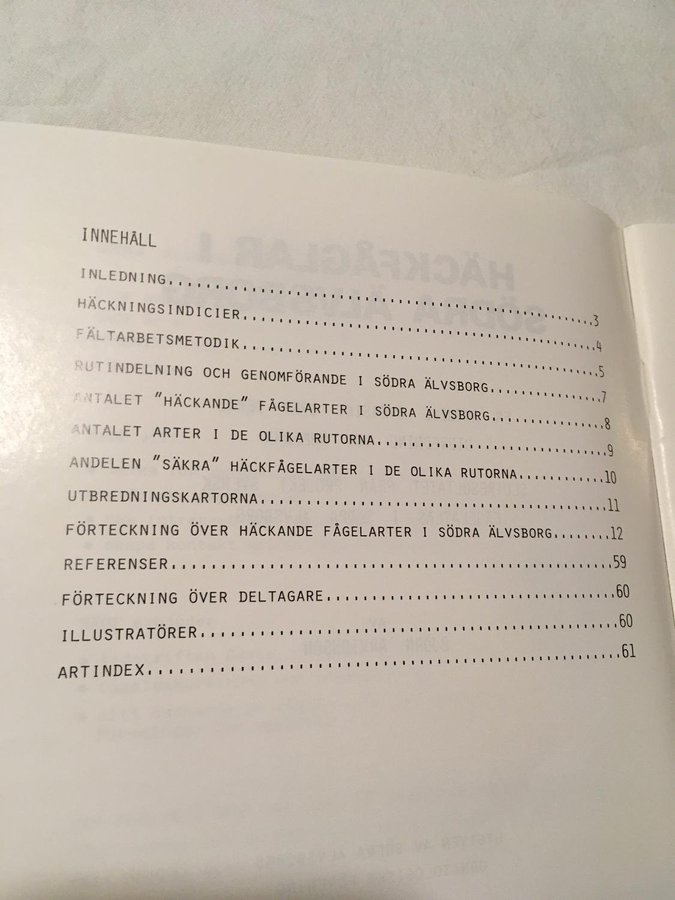 INNEHÅLL
INLEDNING...3
HÄCKNINGSINDICIER...4
FÄLTARBETSMETODIK...5
RUTINDELNING OCH GENOMFÖRANDE I SÖDRA ÄLVSBORG...7
ANTALET "HÄCKANDE" FÅGELARTER I SÖDRA ÄLVSBORG...8
ANTALET ARTER I DE OLIKA RUTORNA...9
ANDELEN "SÄKRA" HÄCKFÅGELARTER I DE OLIKA RUTORNA...10
UTBREDNINGSKARTORNA...11
FÖRTECKNING ÖVER HÄCKANDE FÅGELARTER I SÖDRA ÄLVSBORG...12
REFERENSER...59
FÖRTECKNING ÖVER DELTAGARE...60
ILLUSTRATÖRER...60
ARTINDEX...61